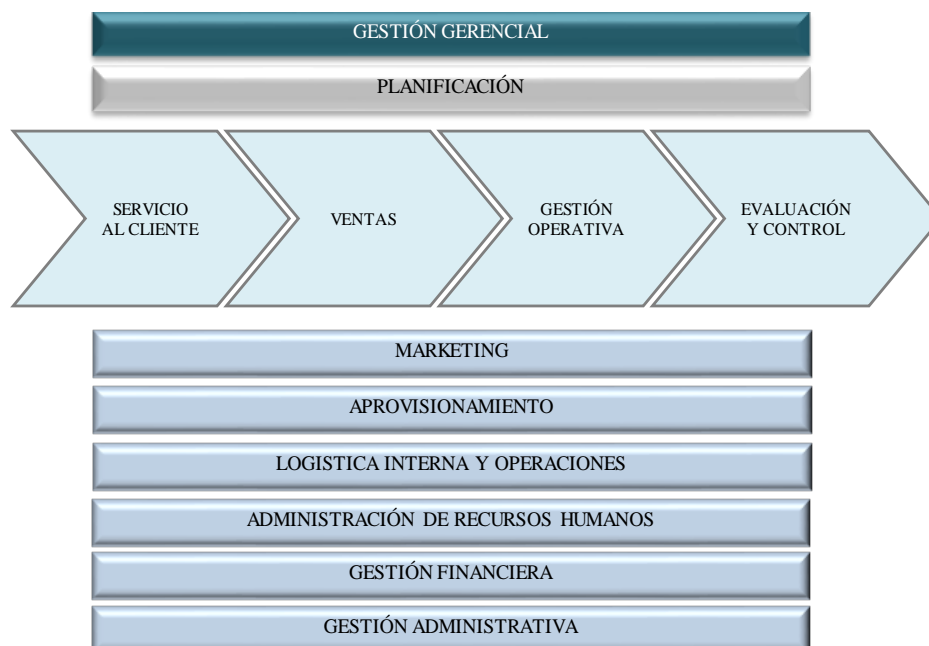 GESTIÓN GERENCIAL
PLANIFICACIÓN
SERVICIO
AL CLIENTE
VENTAS
GESTIÓN
OPERATIVA
EVALUACIÓN
Y CONTROL
MARKETING
APROVISIONAMIENTO
LOGISTICA INTERNA Y OPERACIONES
ADMINISTRACIÓN DE RECURSOS HUMANOS
GESTIÓN FINANCIERA
GESTIÓN ADMINISTRATIVA